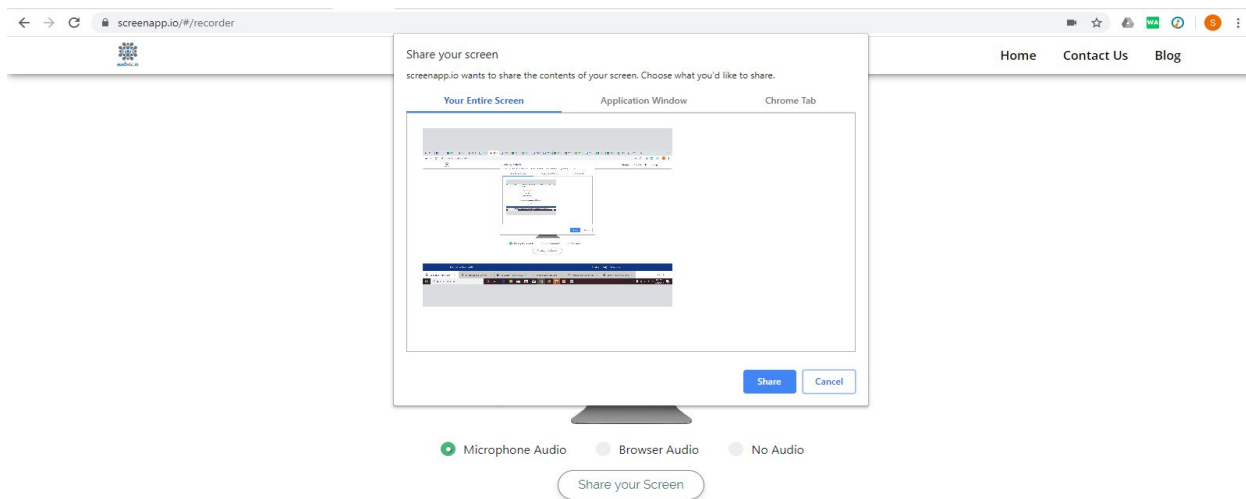 screenapp.io/#/recorder
WA
S
Home Contact Us Blog
Share your screen
screenapp.io wants to share the contents of your screen. Choose what you'd like to share.
Your Entire Screen Application Window Chrome Tab
Share Cancel
Microphone Audio Browser Audio No Audio
Share your Screen